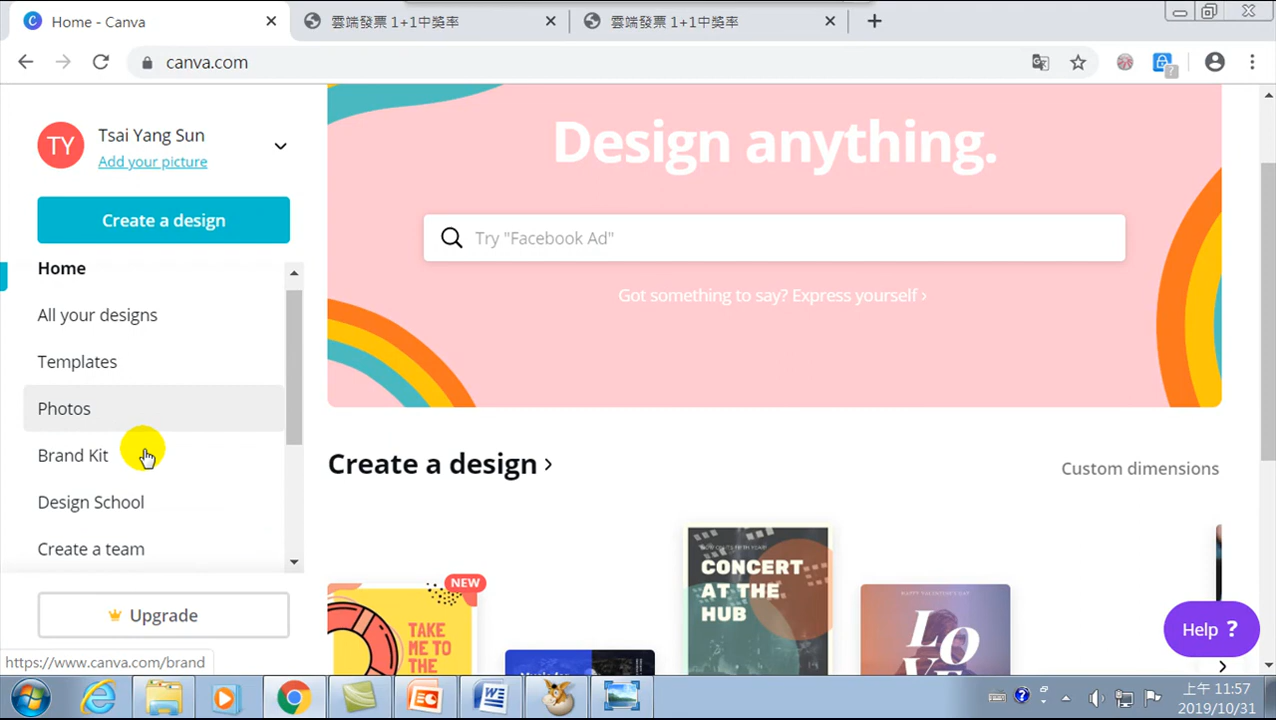 Home - Canva
雲端發票 1+1中獎率
雲端發票 1+1中獎率
canva.com
TY
Tsai Yang Sun
Add your picture
Create a design
Home
All your designs
Templates
Photos
Brand Kit
Design School
Create a team
Upgrade
https://www.canva.com/brand
Design anything.
Try "Facebook Ad"
Got something to say? Express yourself ›
Create a design ›
Custom dimensions
NEW
TAKE
ME TO
THE
CONCERT
AT THE
HUB
HAPPY VALENTINE'S DAY
LO
VE
Help ?
上午 11:57
2019/10/31